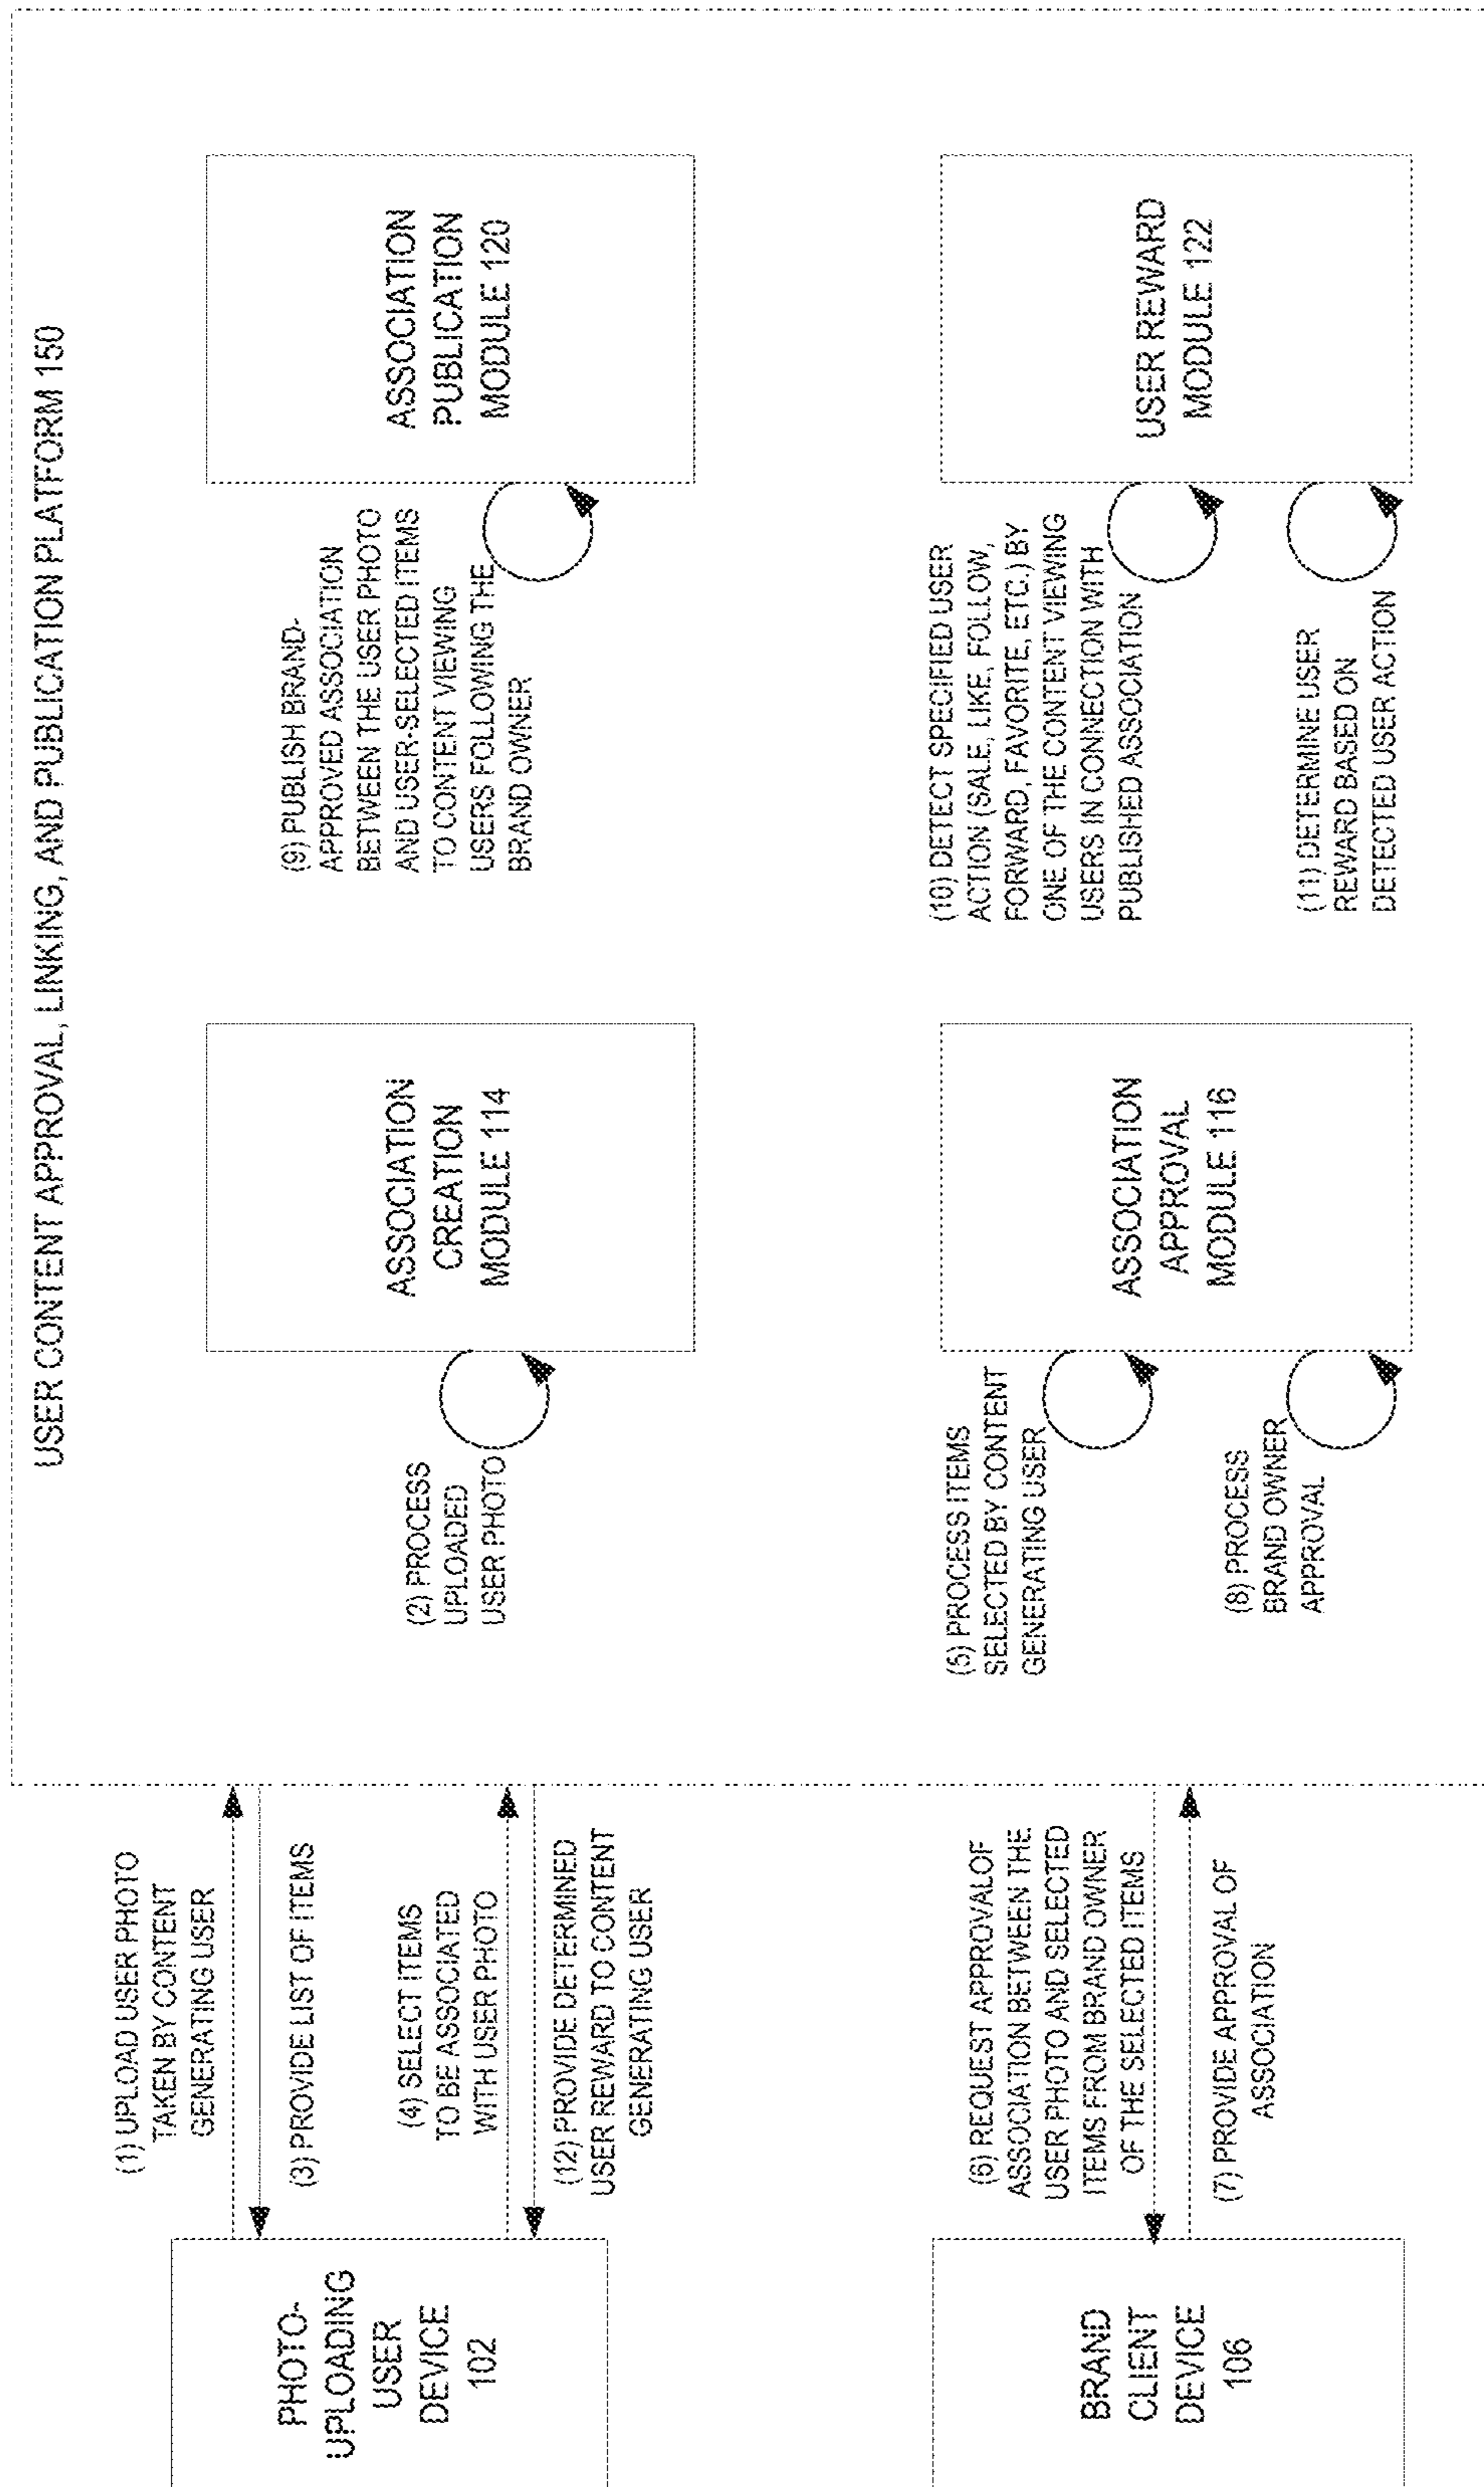 USER CONTENT APPROVAL, LINKING, AND PUBLICATION PLATFORM 150
PHOTO-
UPLOADING
USER
DEVICE
102
(1) UPLOAD USER PHOTO
TAKEN BY CONTENT
GENERATING USER
(3) PROVIDE LIST OF ITEMS
(4) SELECT ITEMS
TO BE ASSOCIATED
WITH USER PHOTO
(12) PROVIDE DETERMINED
USER REWARD TO CONTENT
GENERATING USER
(2) PROCESS
UPLOADED
USER PHOTO
ASSOCIATION
CREATION
MODULE 114
(9) PUBLISH BRAND-
APPROVED ASSOCIATION
BETWEEN THE USER PHOTO
AND USER-SELECTED ITEMS
TO CONTENT VIEWING
USERS FOLLOWING THE
BRAND OWNER
ASSOCIATION
PUBLICATION
MODULE 120
BRAND
CLIENT
DEVICE
106
(6) REQUEST APPROVALOF
ASSOCIATION BETWEEN THE
USER PHOTO AND SELECTED
ITEMS FROM BRAND OWNER
OF THE SELECTED ITEMS
(7) PROVIDE APPROVAL OF
ASSOCIATION
(5) PROCESS ITEMS
SELECTED BY CONTENT
GENERATING USER
(8) PROCESS
BRAND OWNER
APPROVAL
ASSOCIATION
APPROVAL
MODULE 116
(10) DETECT SPECIFIED USER
ACTION (SALE, LIKE, FOLLOW,
FORWARD, FAVORITE, ETC.) BY
ONE OF THE CONTENT VIEWING
USERS IN CONNECTION WITH
PUBLISHED ASSOCIATION
(11) DETERMINE USER
REWARD BASED ON
DETECTED USER ACTION
USER REWARD
MODULE 122